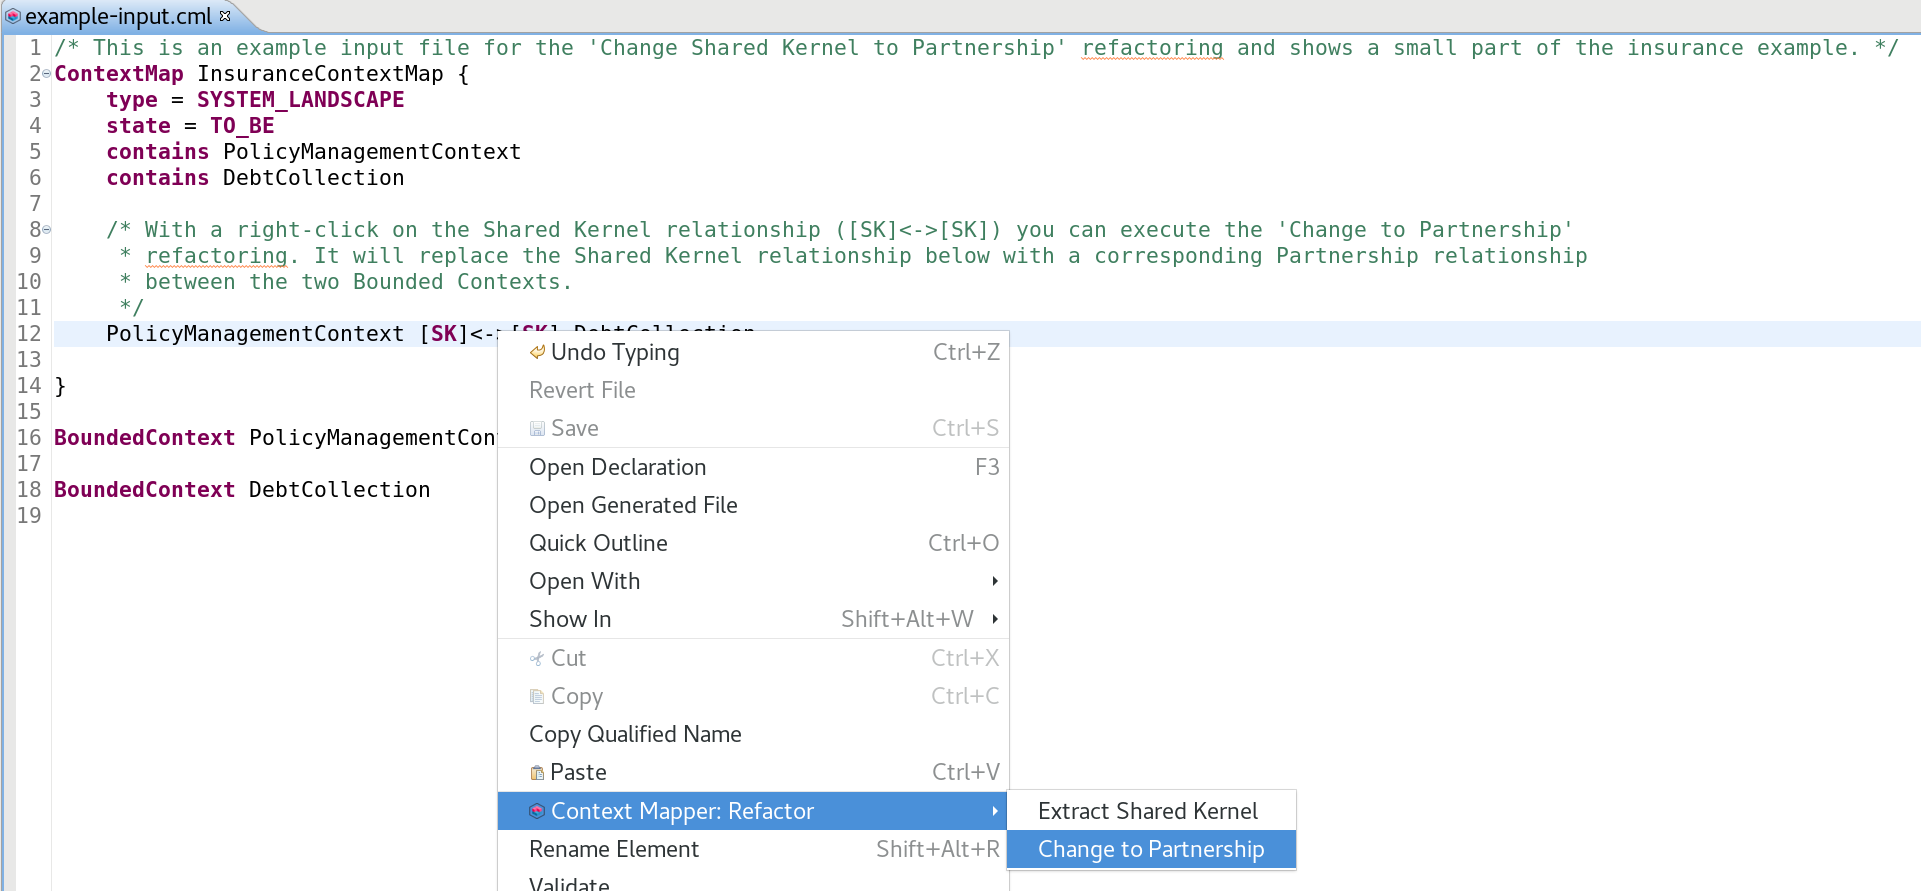 example-input.cml
1 /* This is an example input file for the 'Change Shared Kernel to Partnership' refactoring and shows a small part of the insurance example. */
2 ContextMap InsuranceContextMap {
3 type = SYSTEM_LANDSCAPE
4 state = TO_BE
5 contains PolicyManagementContext
6 contains DebtCollection
7
8 /* With a right-click on the Shared Kernel relationship ([SK]<->[SK]) you can execute the 'Change to Partnership'
9 * refactoring. It will replace the Shared Kernel relationship below with a corresponding Partnership relationship
10 * between the two Bounded Contexts.
11 */
12 PolicyManagementContext [SK]<->[SK] DebtCollection
13
14 }
15
16 BoundedContext PolicyManagementCon
17
18 BoundedContext DebtCollection
19
Undo Typing Ctrl+Z
Revert File
Save Ctrl+S
Open Declaration F3
Open Generated File
Quick Outline Ctrl+O
Open With
Show In Shift+Alt+W
Cut Ctrl+X
Copy Ctrl+C
Copy Qualified Name
Paste Ctrl+V
Context Mapper: Refactor
Extract Shared Kernel
Rename Element Shift+Alt+R
Change to Partnership
Validate